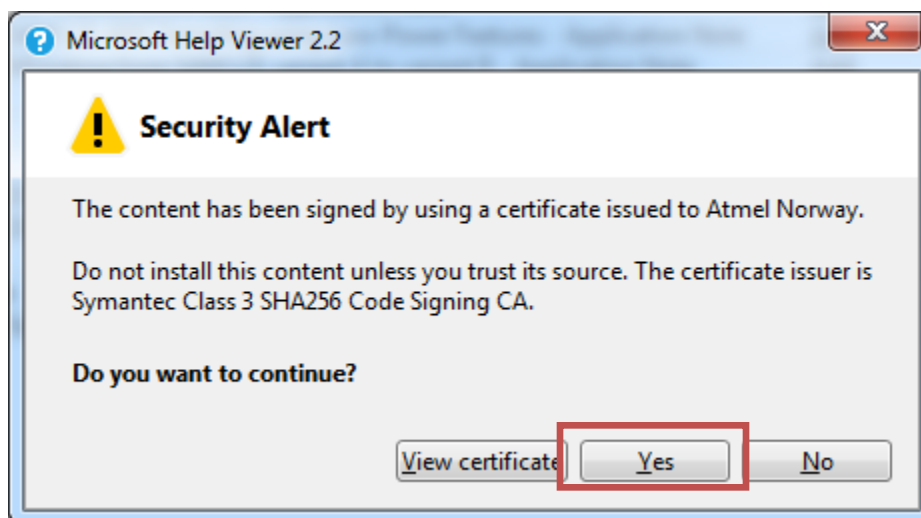 Microsoft Help Viewer 2.2
Security Alert
The content has been signed by using a certificate issued to Atmel Norway.
Do not install this content unless you trust its source. The certificate issuer is
Symantec Class 3 SHA256 Code Signing CA.
Do you want to continue?
View certificate Yes No